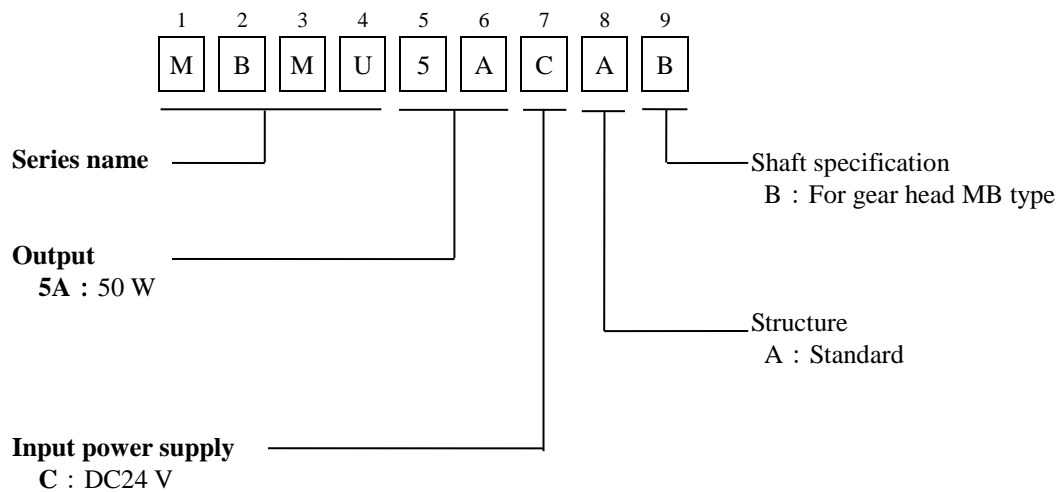 1 2 3 4 5 6 7 8 9
M B M U 5 A C A B
Series name
Shaft specification
B : For gear head MB type
Output
5A : 50 W
Structure
A : Standard
Input power supply
C : DC24 V